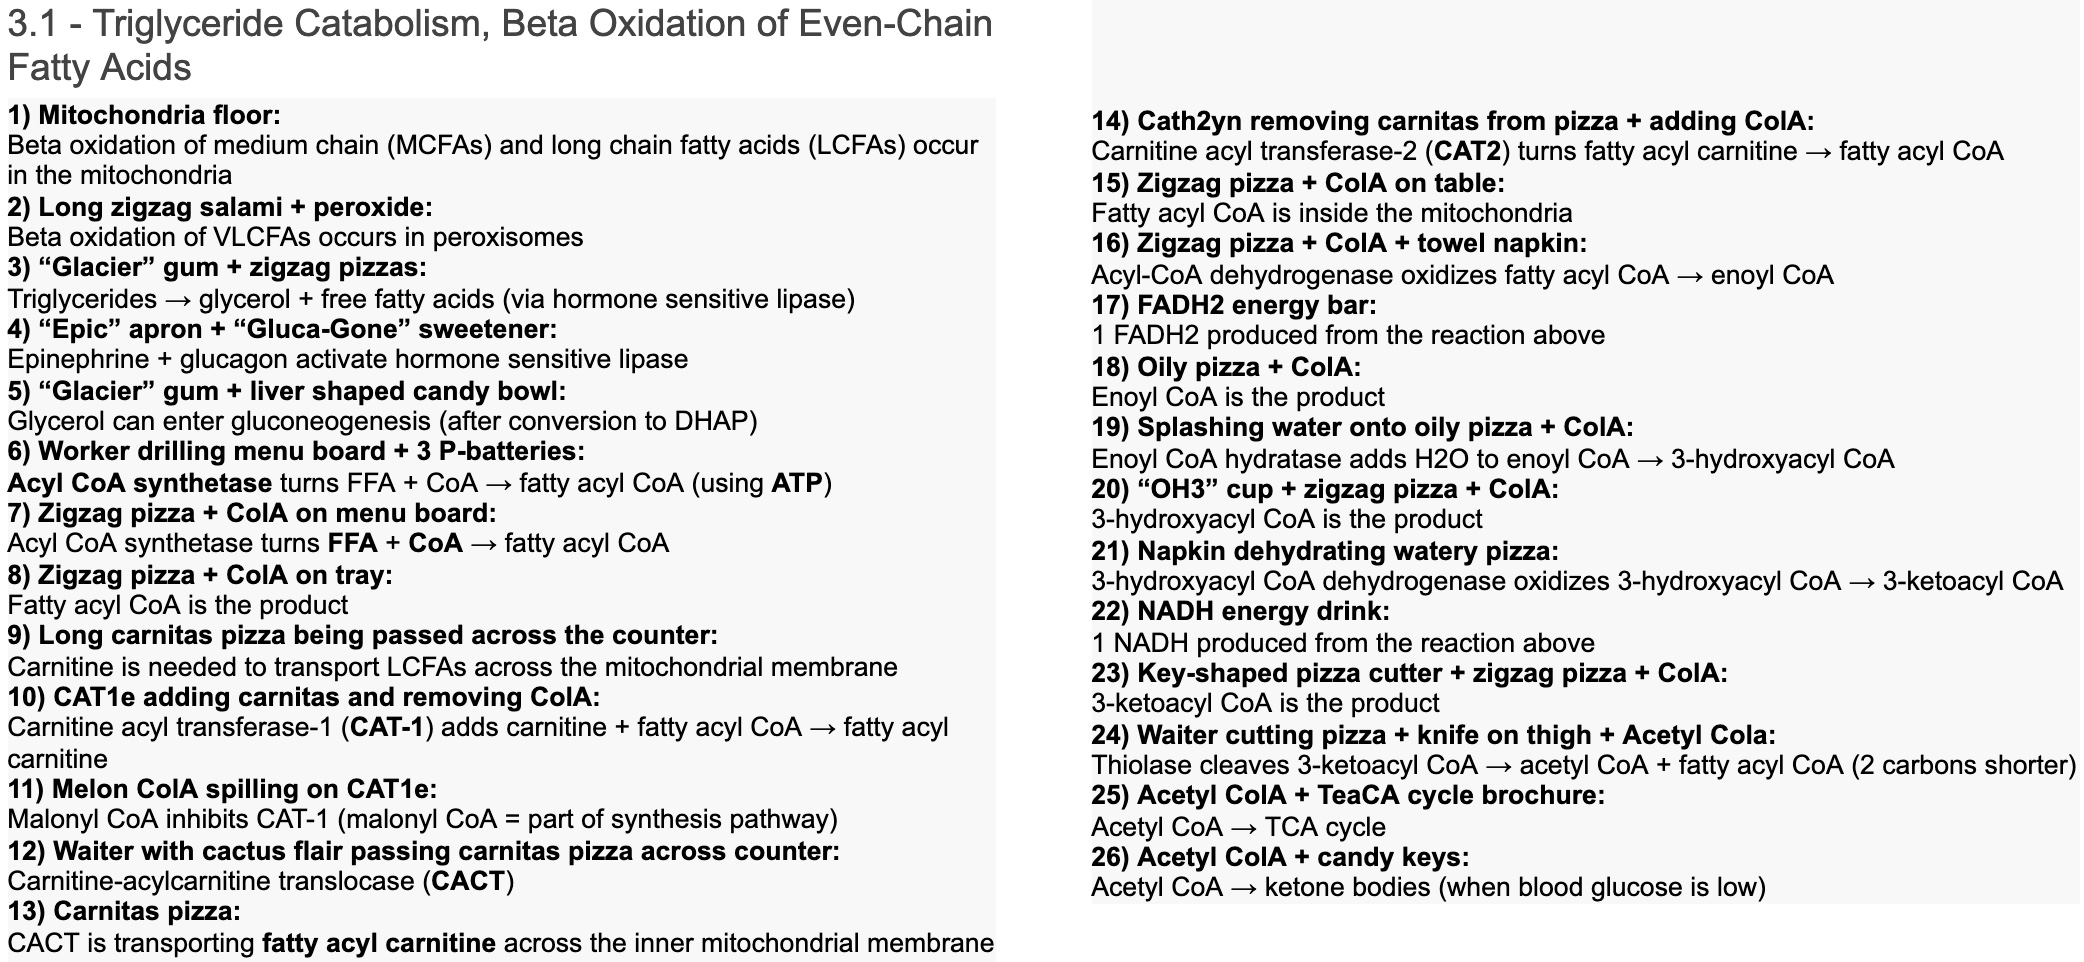 3.1 - Triglyceride Catabolism, Beta Oxidation of Even-Chain
Fatty Acids
1) Mitochondria floor:
Beta oxidation of medium chain (MCFAs) and long chain fatty acids (LCFAs) occur
in the mitochondria
2) Long zigzag salami + peroxide:
Beta oxidation of VLCFAs occurs in peroxisomes
3) “Glacier” gum + zigzag pizzas:
Triglycerides → glycerol + free fatty acids (via hormone sensitive lipase)
4) “Epic” apron + “Gluca-Gone” sweetener:
Epinephrine + glucagon activate hormone sensitive lipase
5) “Glacier” gum + liver shaped candy bowl:
Glycerol can enter gluconeogenesis (after conversion to DHAP)
6) Worker drilling menu board + 3 P-batteries:
Acyl CoA synthetase turns FFA + CoA → fatty acyl CoA (using ATP)
7) Zigzag pizza + ColA on menu board:
Acyl CoA synthetase turns FFA + CoA → fatty acyl CoA
8) Zigzag pizza + ColA on tray:
Fatty acyl CoA is the product
9) Long carnitas pizza being passed across the counter:
Carnitine is needed to transport LCFAs across the mitochondrial membrane
10) CAT1e adding carnitas and removing ColA:
Carnitine acyl transferase-1 (CAT-1) adds carnitine + fatty acyl CoA → fatty acyl
carnitine
11) Melon ColA spilling on CAT1e:
Malonyl CoA inhibits CAT-1 (malonyl CoA = part of synthesis pathway)
12) Waiter with cactus flair passing carnitas pizza across counter:
Carnitine-acylcarnitine translocase (CACT)
13) Carnitas pizza:
CACT is transporting fatty acyl carnitine across the inner mitochondrial membrane
14) Cath2yn removing carnitas from pizza + adding ColA:
Carnitine acyl transferase-2 (CAT2) turns fatty acyl carnitine → fatty acyl CoA
15) Zigzag pizza + ColA on table:
Fatty acyl CoA is inside the mitochondria
16) Zigzag pizza + ColA + towel napkin:
Acyl-CoA dehydrogenase oxidizes fatty acyl CoA → enoyl CoA
17) FADH2 energy bar:
1 FADH2 produced from the reaction above
18) Oily pizza + ColA:
Enoyl CoA is the product
19) Splashing water onto oily pizza + ColA:
Enoyl CoA hydratase adds H2O to enoyl CoA → 3-hydroxyacyl CoA
20) “OH3” cup + zigzag pizza + ColA:
3-hydroxyacyl CoA is the product
21) Napkin dehydrating watery pizza:
3-hydroxyacyl CoA dehydrogenase oxidizes 3-hydroxyacyl CoA → 3-ketoacyl CoA
22) NADH energy drink:
1 NADH produced from the reaction above
23) Key-shaped pizza cutter + zigzag pizza + ColA:
3-ketoacyl CoA is the product
24) Waiter cutting pizza + knife on thigh + Acetyl Cola:
Thiolase cleaves 3-ketoacyl CoA → acetyl CoA + fatty acyl CoA (2 carbons shorter)
25) Acetyl ColA + TeaCA cycle brochure:
Acetyl CoA → TCA cycle
26) Acetyl ColA + candy keys:
Acetyl CoA → ketone bodies (when blood glucose is low)